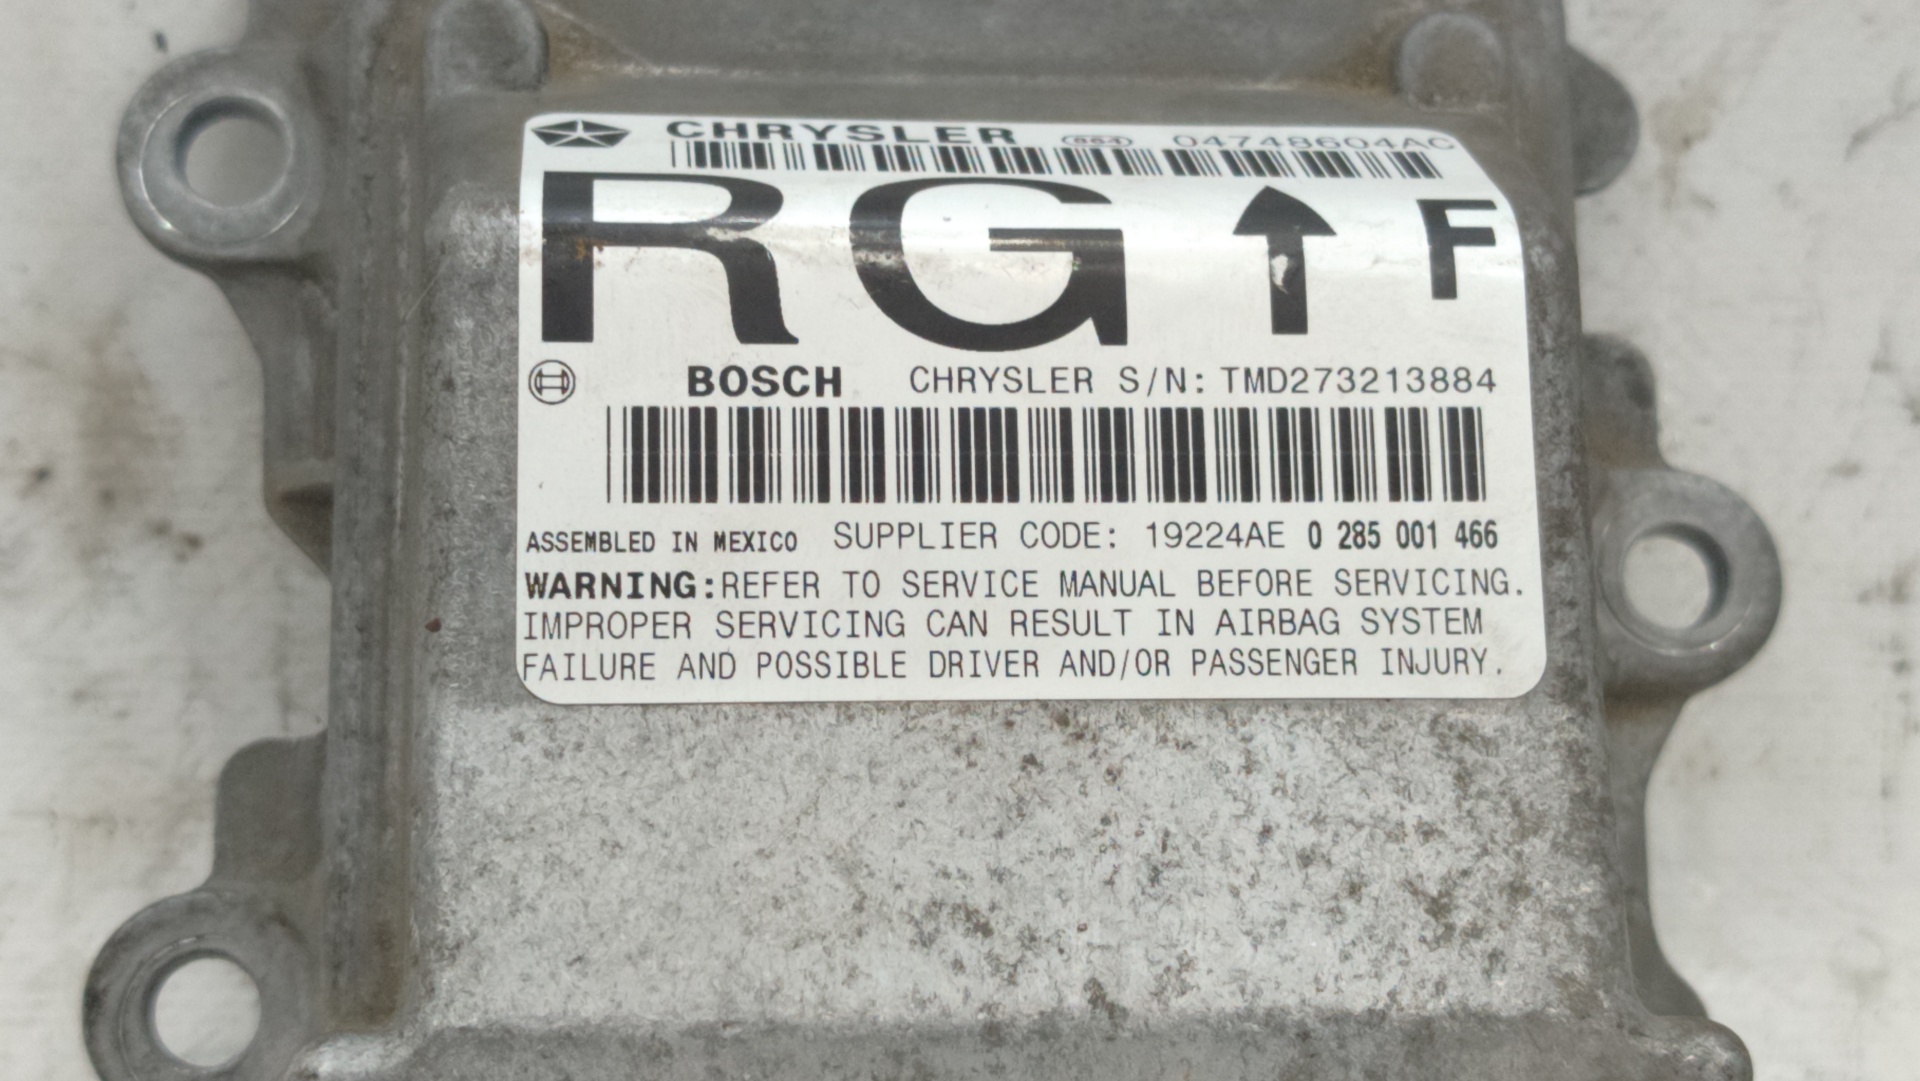 CHRYSLER 864 04748604AC
RG F
BOSCH CHRYSLER S/N: TMD273213884
ASSEMBLED IN MEXICO SUPPLIER CODE: 19224AE 0 285 001 466
WARNING: REFER TO SERVICE MANUAL BEFORE SERVICING.
IMPROPER SERVICING CAN RESULT IN AIRBAG SYSTEM
FAILURE AND POSSIBLE DRIVER AND/OR PASSENGER INJURY.